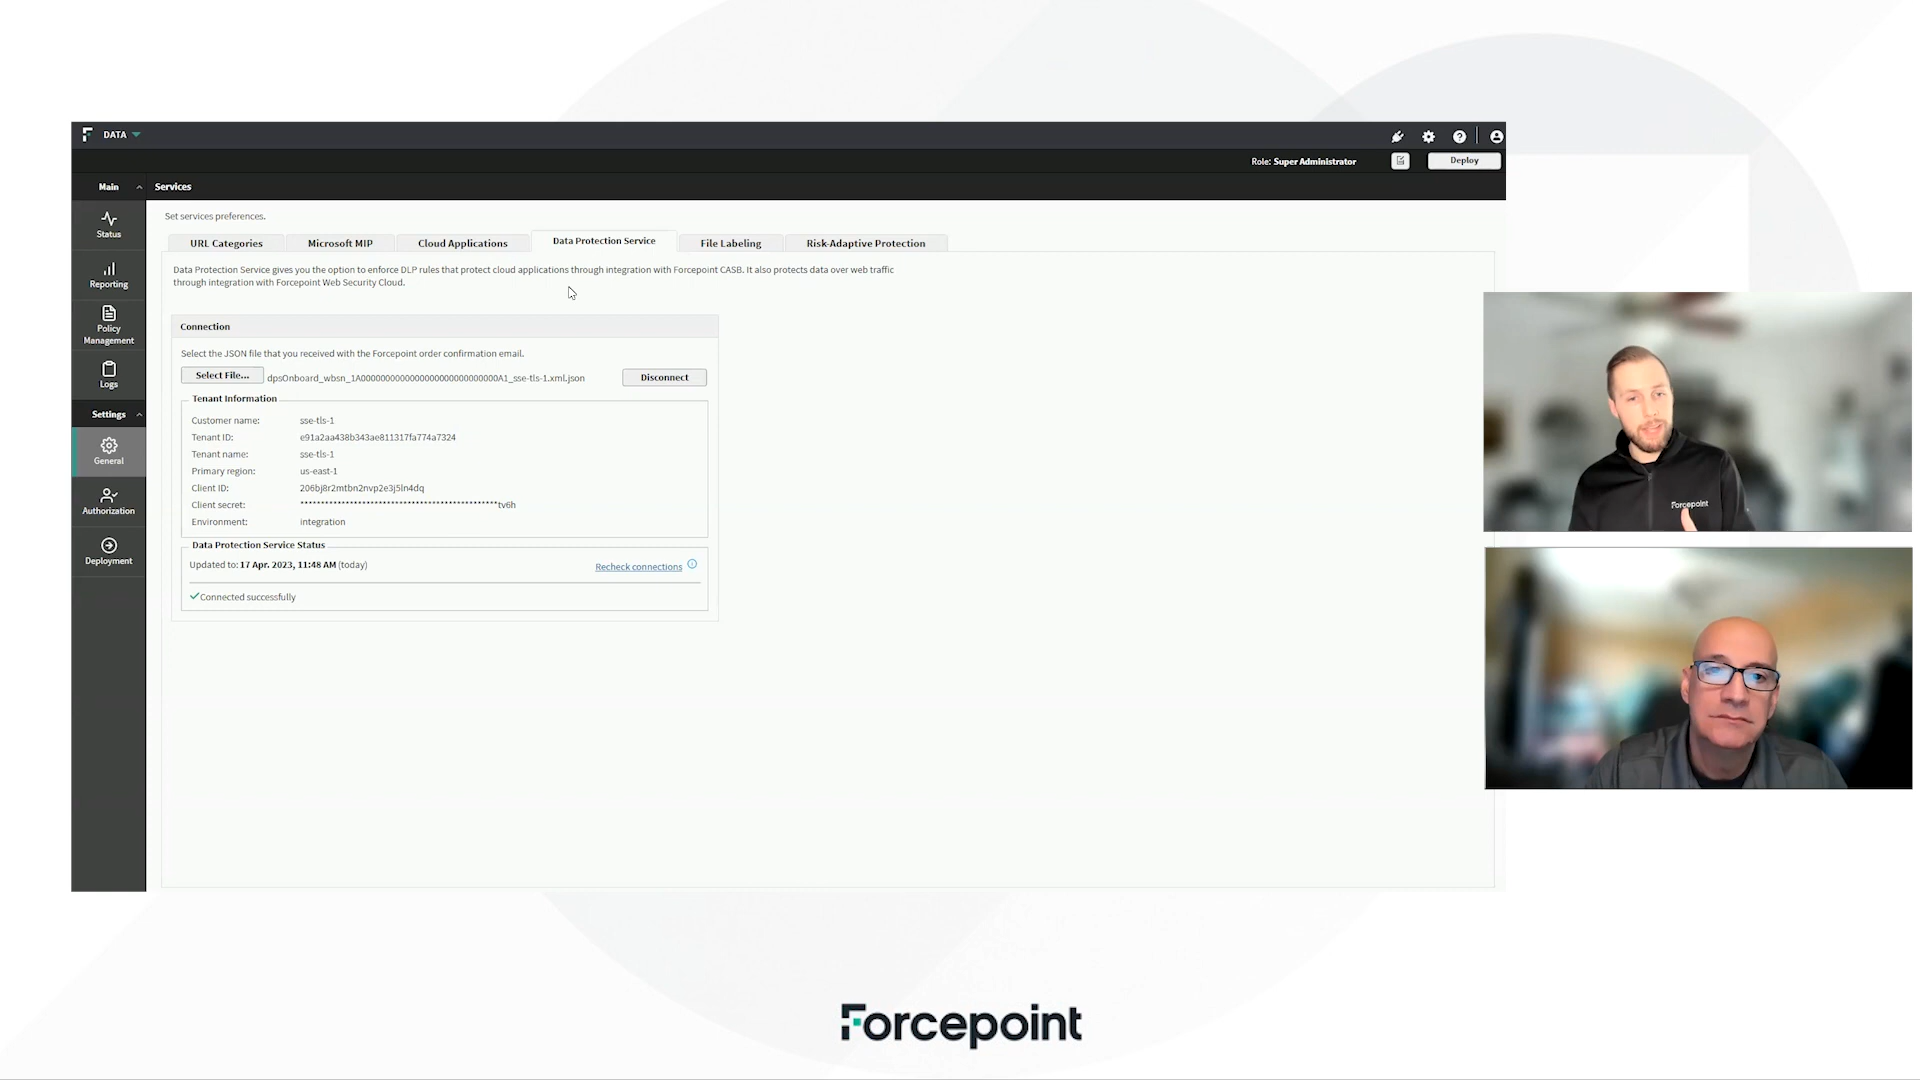 DATA
Role: Super Administrator
Deploy
Main
Services
Status
Reporting
Policy
Management
Logs
Settings
General
Authorization
Deployment
Set services preferences.
URL Categories
Microsoft MIP
Cloud Applications
Data Protection Service
File Labeling
Risk-Adaptive Protection
Data Protection Service gives you the option to enforce DLP rules that protect cloud applications through integration with Forcepoint CASB. It also protects data over web traffic
through integration with Forcepoint Web Security Cloud.
Connection
Select the JSON file that you received with the Forcepoint order confirmation email.
Select File...
Disconnect
Tenant Information
Customer name: sse-tls-1
Tenant ID: e91a2aa438b343ae811317fa774a7324
Tenant name: sse-tls-1
Primary region: us-east-1
Client ID: 206bj8r2mtbn2nvp2e3j5ln4dq
Environment: integration
Data Protection Service Status
Updated to: 17 Apr. 2023, 11:48 AM (today)
Recheck connections
Connected successfully
Forcepoint
Forcepoint